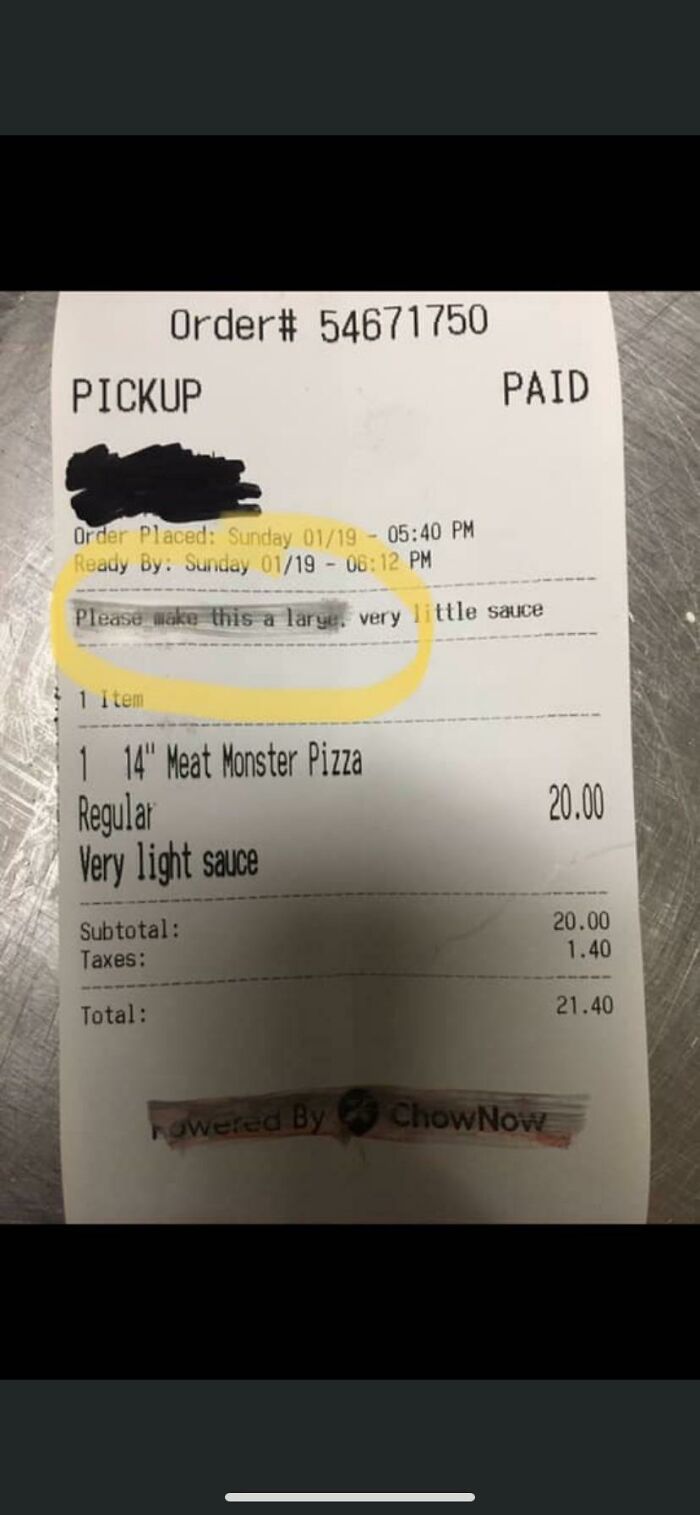 Order# 54671750
PICKUP PAID
Order Placed: Sunday 01/19 - 05:40 PM
Ready By: Sunday 01/19 - 06:12 PM
Please make this a large, very little sauce
1 Item
1 14" Meat Monster Pizza
Regular 20.00
Very light sauce
Subtotal: 20.00
Taxes: 1.40
Total: 21.40
Powered By ChowNow